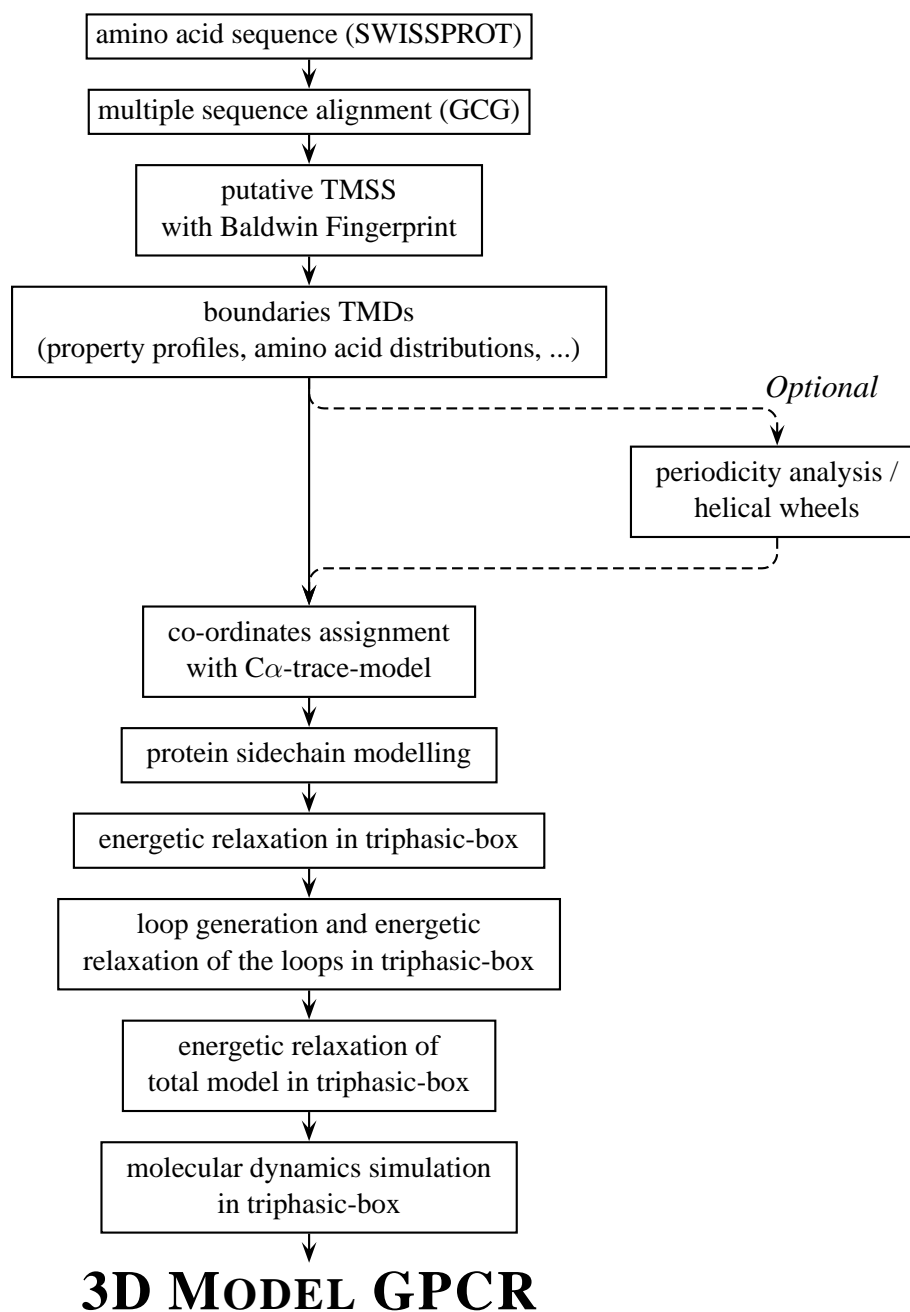 amino acid sequence (SWISSPROT)
multiple sequence alignment (GCG)
putative TMSS
with Baldwin Fingerprint
boundaries TMDs
(property profiles, amino acid distributions, ...)
Optional
periodicity analysis /
helical wheels
co-ordinates assignment
with Cα-trace-model
protein sidechain modelling
energetic relaxation in triphasic-box
loop generation and energetic
relaxation of the loops in triphasic-box
energetic relaxation of
total model in triphasic-box
molecular dynamics simulation
in triphasic-box
3D MODEL GPCR